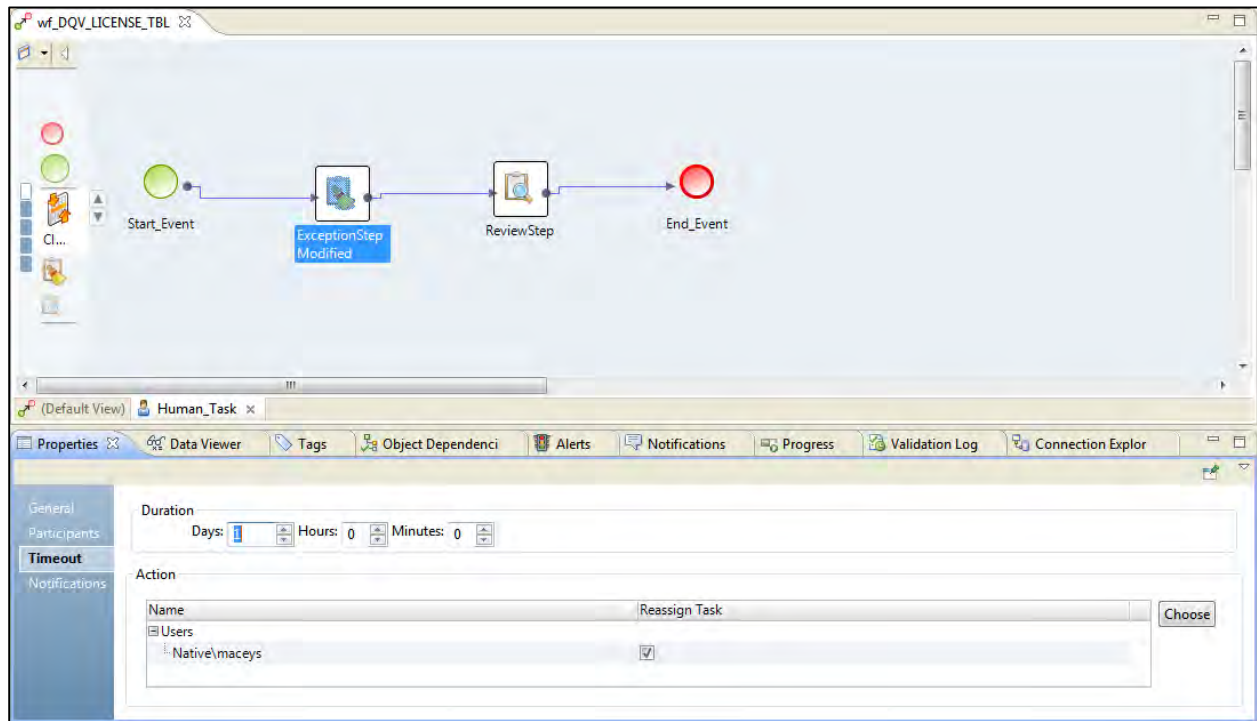 wf_DQV_LICENSE_TBL
Cl...
Start_Event
ExceptionStep
Modified
ReviewStep
End_Event
(Default View) Human_Task
Properties Data Viewer Tags Object Dependenci Alerts Notifications Progress Validation Log Connection Explor
General
Participants
Timeout
Notifications
Duration
Days: 1 Hours: 0 Minutes: 0
Action
Name Reassign Task
Choose
Users
Native\maceys